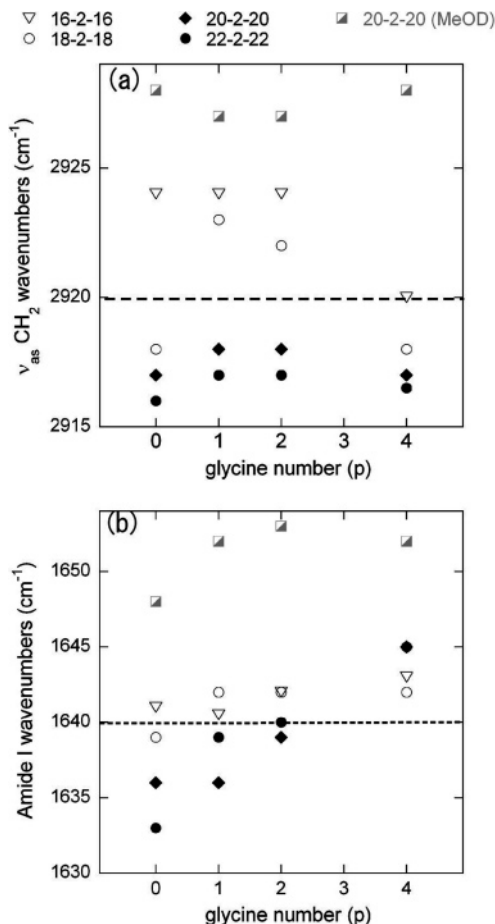 ▽ 16-2-16 ◆ 20-2-20 ◪ 20-2-20 (MeOD)
○ 18-2-18 ● 22-2-22
(a)
2925
2920
2915
ν_as CH₂ wavenumbers (cm⁻¹)
0 1 2 3 4
glycine number (p)
(b)
1650
1645
1640
1635
1630
Amide I wavenumbers (cm⁻¹)
0 1 2 3 4
glycine number (p)